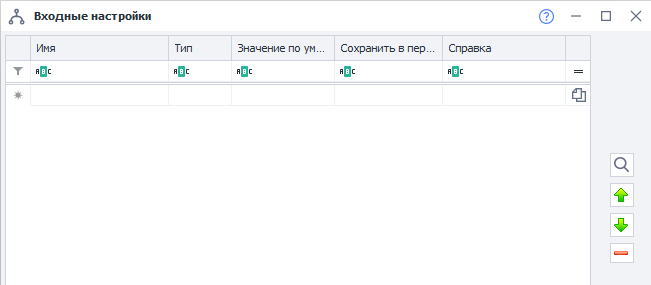 Входные настройки
Имя Тип Значение по ум... Сохранить в пер... Справка
ABC ABC ABC ABC ABC =